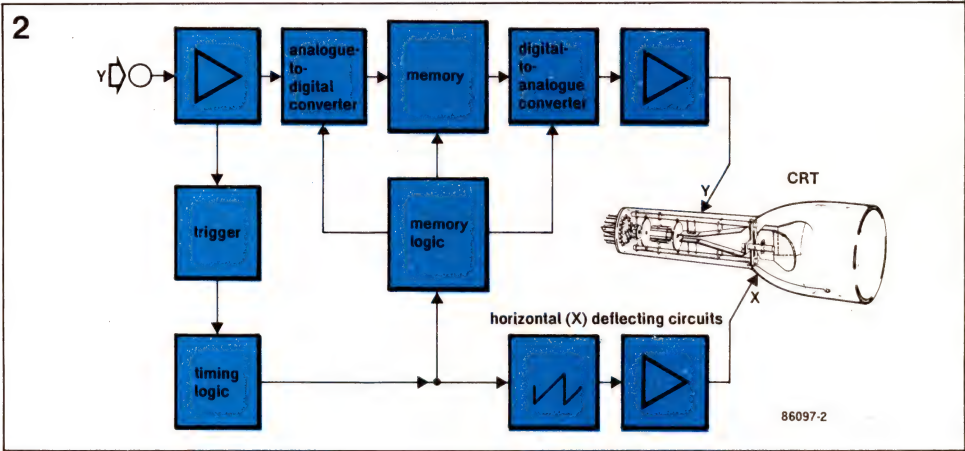 2
Y
analogue-
to-
digital
converter
memory
digital-
to-
analogue
converter
trigger
memory
logic
Y
CRT
X
horizontal (X) deflecting circuits
timing
logic
86097-2